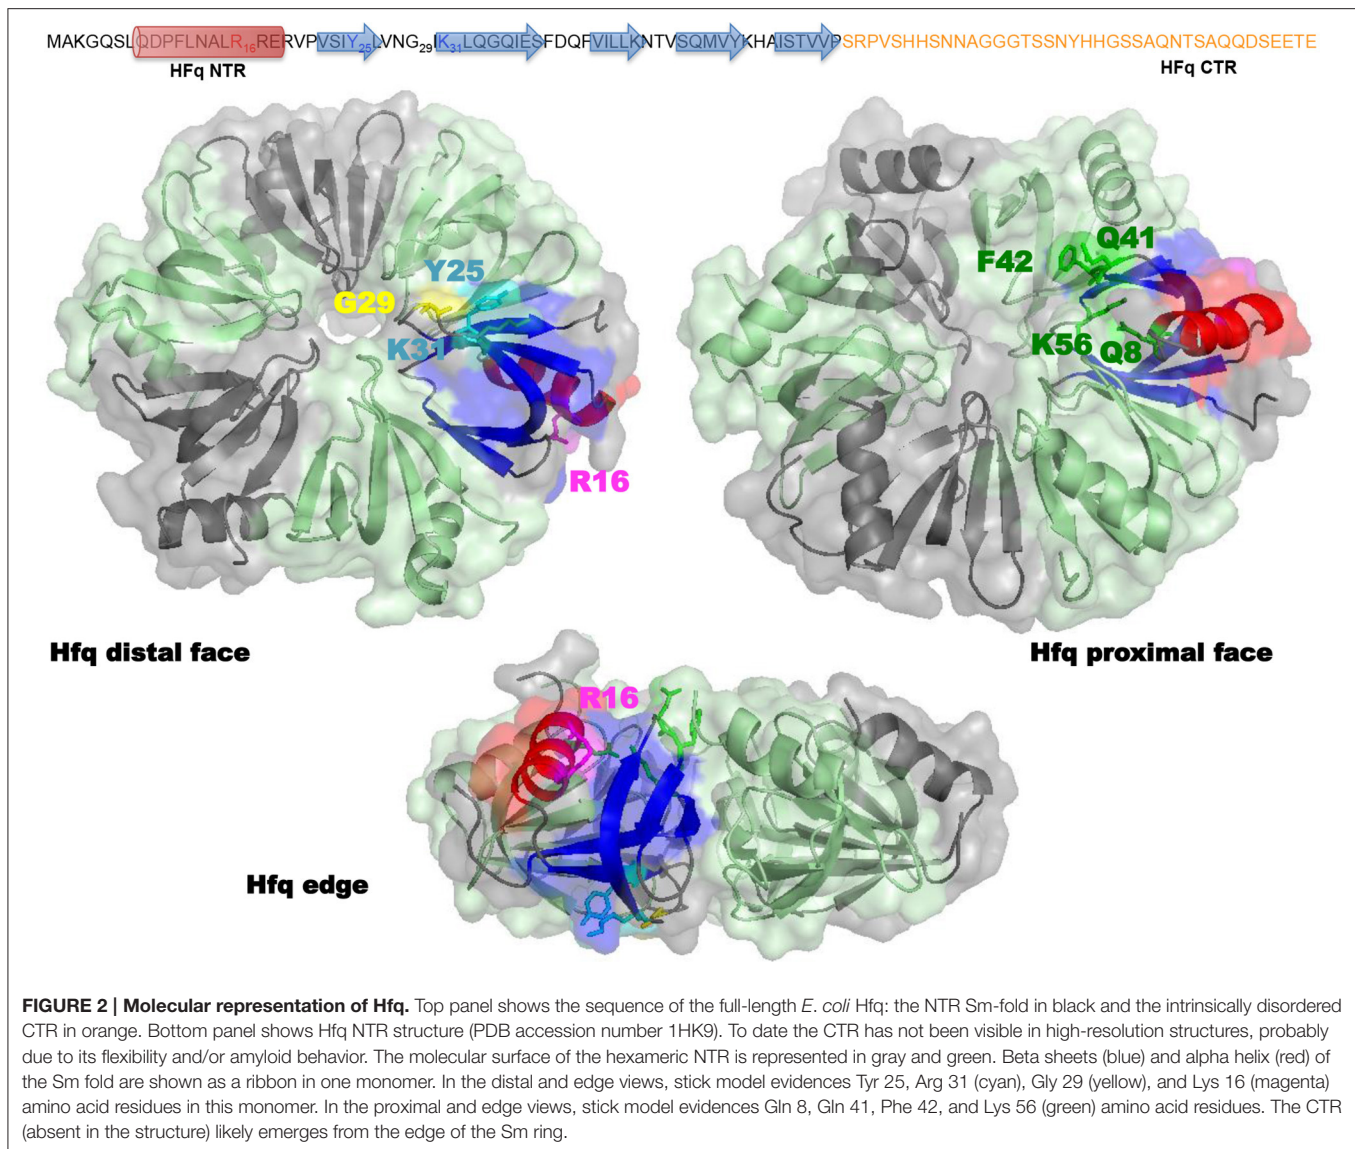 MAKGQSLQDPFLNALR16RERVPVSIY25LVNG29IK31LQGQIESFDQFVILLKNTVSQMVYKHAISTVVPSRPVSHHSNNAGGGTSSNYHHGSSAQNTSAQQDSEETE
HFq NTR
HFq CTR
Y25
G29
K31
R16
Q41
F42
K56
Q8
Hfq distal face
Hfq proximal face
R16
Hfq edge
FIGURE 2 | Molecular representation of Hfq. Top panel shows the sequence of the full-length E. coli Hfq: the NTR Sm-fold in black and the intrinsically disordered
CTR in orange. Bottom panel shows Hfq NTR structure (PDB accession number 1HK9). To date the CTR has not been visible in high-resolution structures, probably
due to its flexibility and/or amyloid behavior. The molecular surface of the hexameric NTR is represented in gray and green. Beta sheets (blue) and alpha helix (red) of
the Sm fold are shown as a ribbon in one monomer. In the distal and edge views, stick model evidences Tyr 25, Arg 31 (cyan), Gly 29 (yellow), and Lys 16 (magenta)
amino acid residues in this monomer. In the proximal and edge views, stick model evidences Gln 8, Gln 41, Phe 42, and Lys 56 (green) amino acid residues. The CTR
(absent in the structure) likely emerges from the edge of the Sm ring.